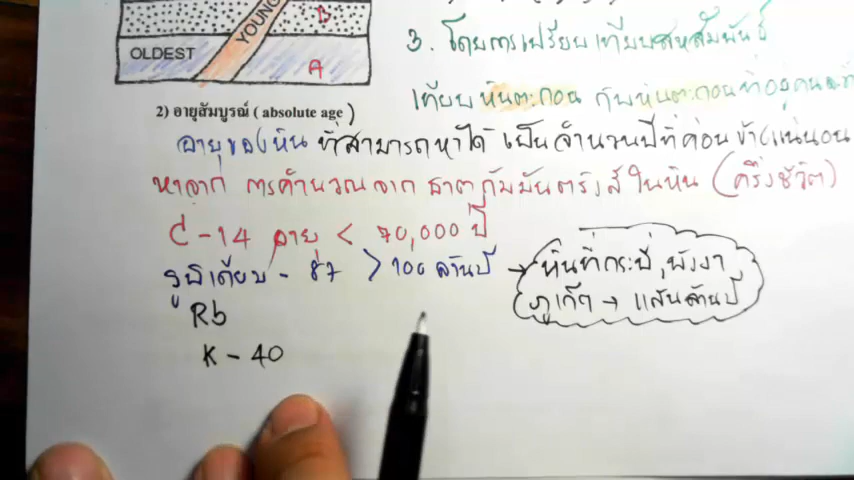 YOUNG
B
OLDEST
A
3. โดยการเปรียบเทียบสหสัมพันธ์
เทียบหินตะกอน กับหินตะกอนที่อยู่คนละที่
2) อายุสัมบูรณ์ ( absolute age )
อายุของหิน ที่สามารถหาได้ เป็นจำนวนปีที่ค่อนข้างแน่นอน
หาจาก การคำนวณจาก ธาตุกัมมันตรังสีในหิน (ครึ่งชีวิต)
C-14 อายุ < 70,000 ปี
รูบิเดียม - 87 > 100 ล้านปี → หินที่กระบี่, พังงา
ภูเก็ต → แสนล้านปี
Rb
K - 40